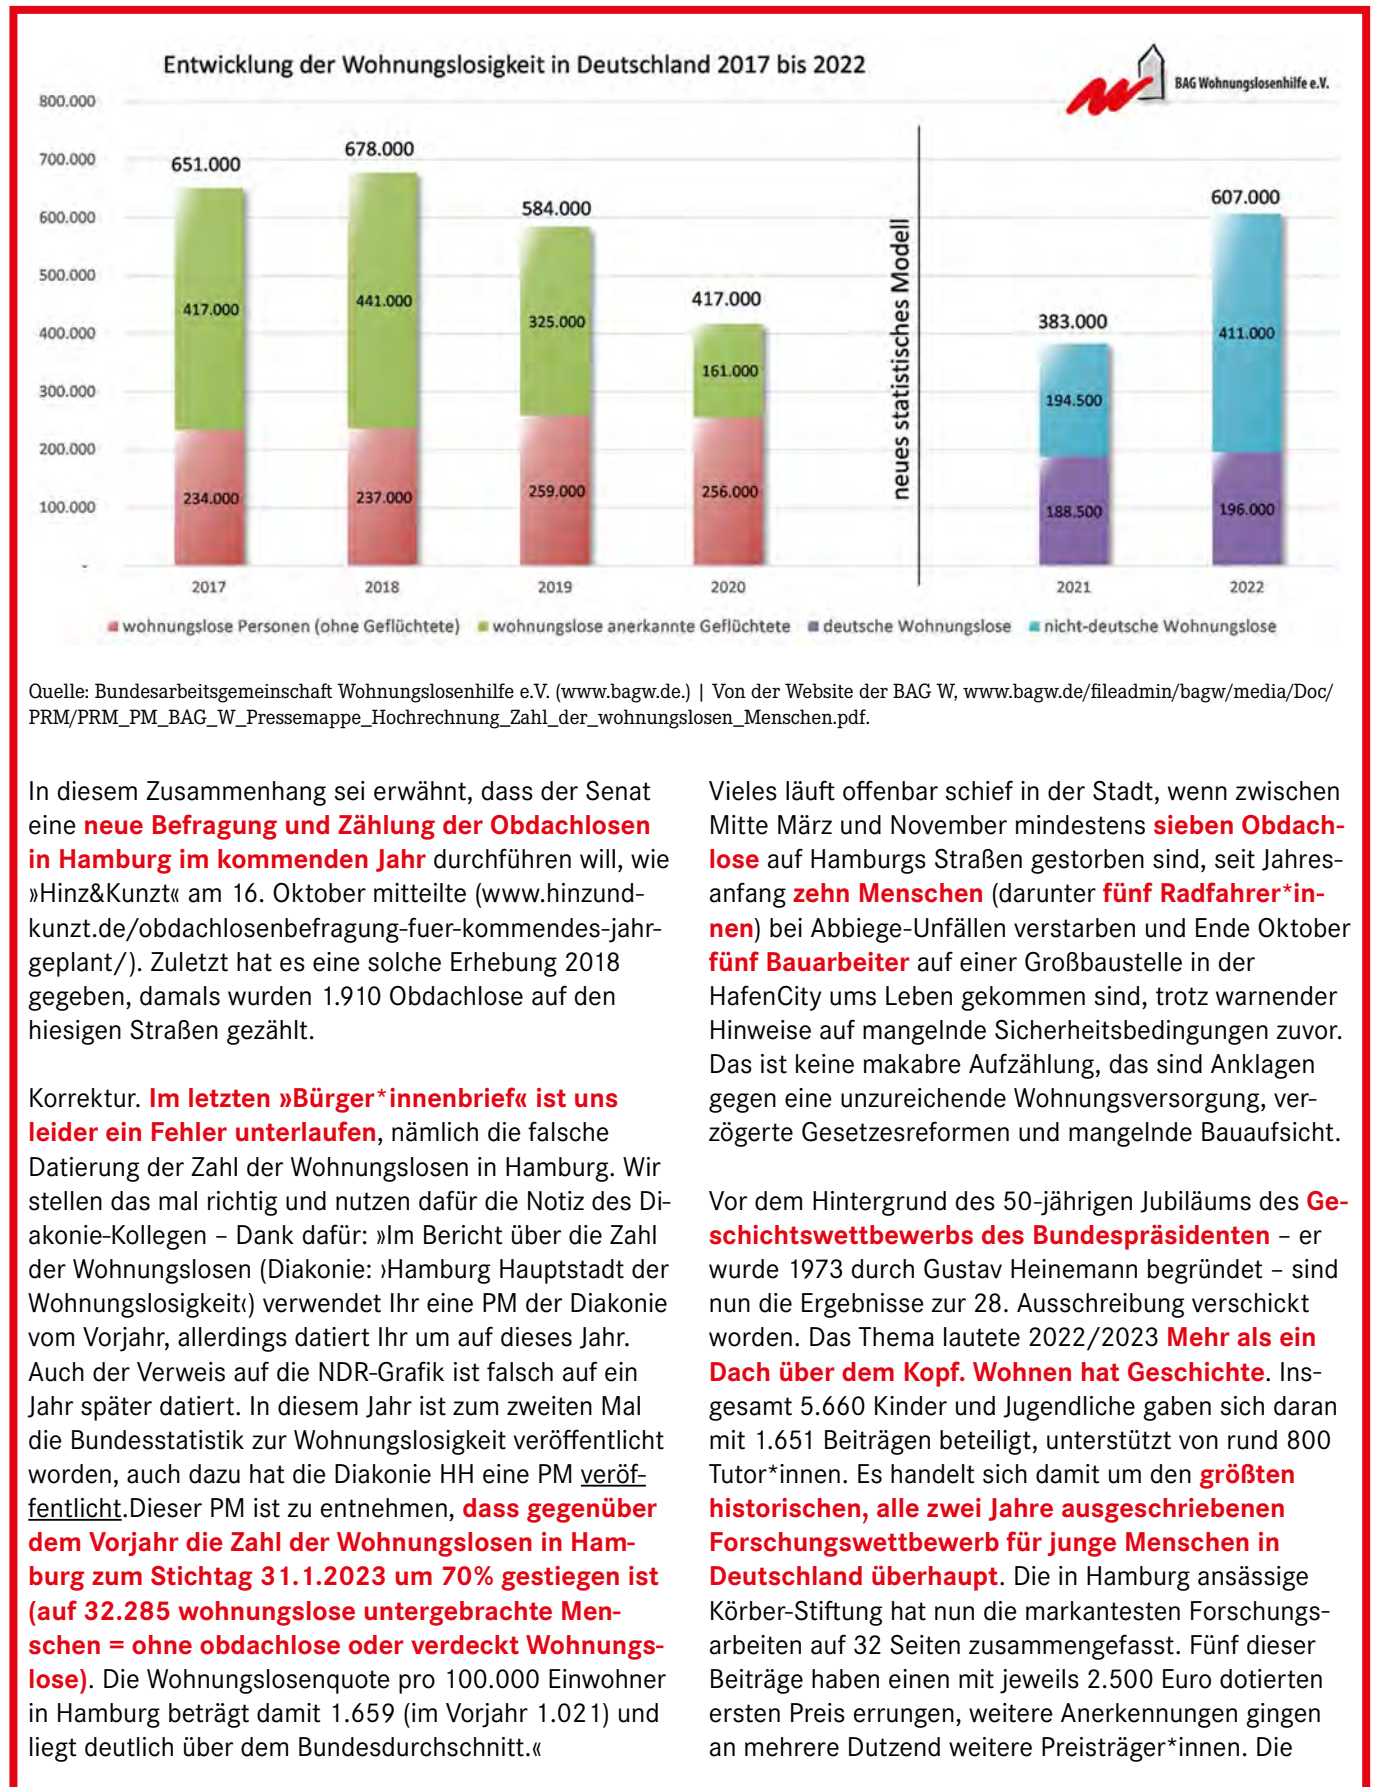 Entwicklung der Wohnungslosigkeit in Deutschland 2017 bis 2022
BAG Wohnungslosenhilfe e.V.
800.000
700.000
600.000
500.000
400.000
300.000
200.000
100.000
-
651.000
417.000
234.000
2017
678.000
441.000
237.000
2018
584.000
325.000
259.000
2019
417.000
161.000
256.000
2020
neues statistisches Modell
383.000
194.500
188.500
2021
607.000
411.000
196.000
2022
wohnungslose Personen (ohne Geflüchtete)
wohnungslose anerkannte Geflüchtete
deutsche Wohnungslose
nicht-deutsche Wohnungslose
Quelle: Bundesarbeitsgemeinschaft Wohnungslosenhilfe e.V. (www.bagw.de.) | Von der Website der BAG W, www.bagw.de/fileadmin/bagw/media/Doc/
PRM/PRM_PM_BAG_W_Pressemappe_Hochrechnung_Zahl_der_wohnungslosen_Menschen.pdf.
In diesem Zusammenhang sei erwähnt, dass der Senat
eine neue Befragung und Zählung der Obdachlosen
in Hamburg im kommenden Jahr durchführen will, wie
»Hinz&Kunzt« am 16. Oktober mitteilte (www.hinzund-
kunzt.de/obdachlosenbefragung-fuer-kommendes-jahr-
geplant/). Zuletzt hat es eine solche Erhebung 2018
gegeben, damals wurden 1.910 Obdachlose auf den
hiesigen Straßen gezählt.
Korrektur. Im letzten »Bürger*innenbrief« ist uns
leider ein Fehler unterlaufen, nämlich die falsche
Datierung der Zahl der Wohnungslosen in Hamburg. Wir
stellen das mal richtig und nutzen dafür die Notiz des Di-
akonie-Kollegen – Dank dafür: »Im Bericht über die Zahl
der Wohnungslosen (Diakonie: ›Hamburg Hauptstadt der
Wohnungslosigkeit‹) verwendet Ihr eine PM der Diakonie
vom Vorjahr, allerdings datiert Ihr um auf dieses Jahr.
Auch der Verweis auf die NDR-Grafik ist falsch auf ein
Jahr später datiert. In diesem Jahr ist zum zweiten Mal
die Bundesstatistik zur Wohnungslosigkeit veröffentlicht
worden, auch dazu hat die Diakonie HH eine PM veröf-
fentlicht.Dieser PM ist zu entnehmen, dass gegenüber
dem Vorjahr die Zahl der Wohnungslosen in Ham-
burg zum Stichtag 31.1.2023 um 70% gestiegen ist
(auf 32.285 wohnungslose untergebrachte Men-
schen = ohne obdachlose oder verdeckt Wohnungs-
lose). Die Wohnungslosenquote pro 100.000 Einwohner
in Hamburg beträgt damit 1.659 (im Vorjahr 1.021) und
liegt deutlich über dem Bundesdurchschnitt.«
Vieles läuft offenbar schief in der Stadt, wenn zwischen
Mitte März und November mindestens sieben Obdach-
lose auf Hamburgs Straßen gestorben sind, seit Jahres-
anfang zehn Menschen (darunter fünf Radfahrer*in-
nen) bei Abbiege-Unfällen verstarben und Ende Oktober
fünf Bauarbeiter auf einer Großbaustelle in der
HafenCity ums Leben gekommen sind, trotz warnender
Hinweise auf mangelnde Sicherheitsbedingungen zuvor.
Das ist keine makabre Aufzählung, das sind Anklagen
gegen eine unzureichende Wohnungsversorgung, ver-
zögerte Gesetzesreformen und mangelnde Bauaufsicht.
Vor dem Hintergrund des 50-jährigen Jubiläums des Ge-
schichtswettbewerbs des Bundespräsidenten – er
wurde 1973 durch Gustav Heinemann begründet – sind
nun die Ergebnisse zur 28. Ausschreibung verschickt
worden. Das Thema lautete 2022/2023 Mehr als ein
Dach über dem Kopf. Wohnen hat Geschichte. Ins-
gesamt 5.660 Kinder und Jugendliche gaben sich daran
mit 1.651 Beiträgen beteiligt, unterstützt von rund 800
Tutor*innen. Es handelt sich damit um den größten
historischen, alle zwei Jahre ausgeschriebenen
Forschungswettbewerb für junge Menschen in
Deutschland überhaupt. Die in Hamburg ansässige
Körber-Stiftung hat nun die markantesten Forschungs-
arbeiten auf 32 Seiten zusammengefasst. Fünf dieser
Beiträge haben einen mit jeweils 2.500 Euro dotierten
ersten Preis errungen, weitere Anerkennungen gingen
an mehrere Dutzend weitere Preisträger*innen. Die